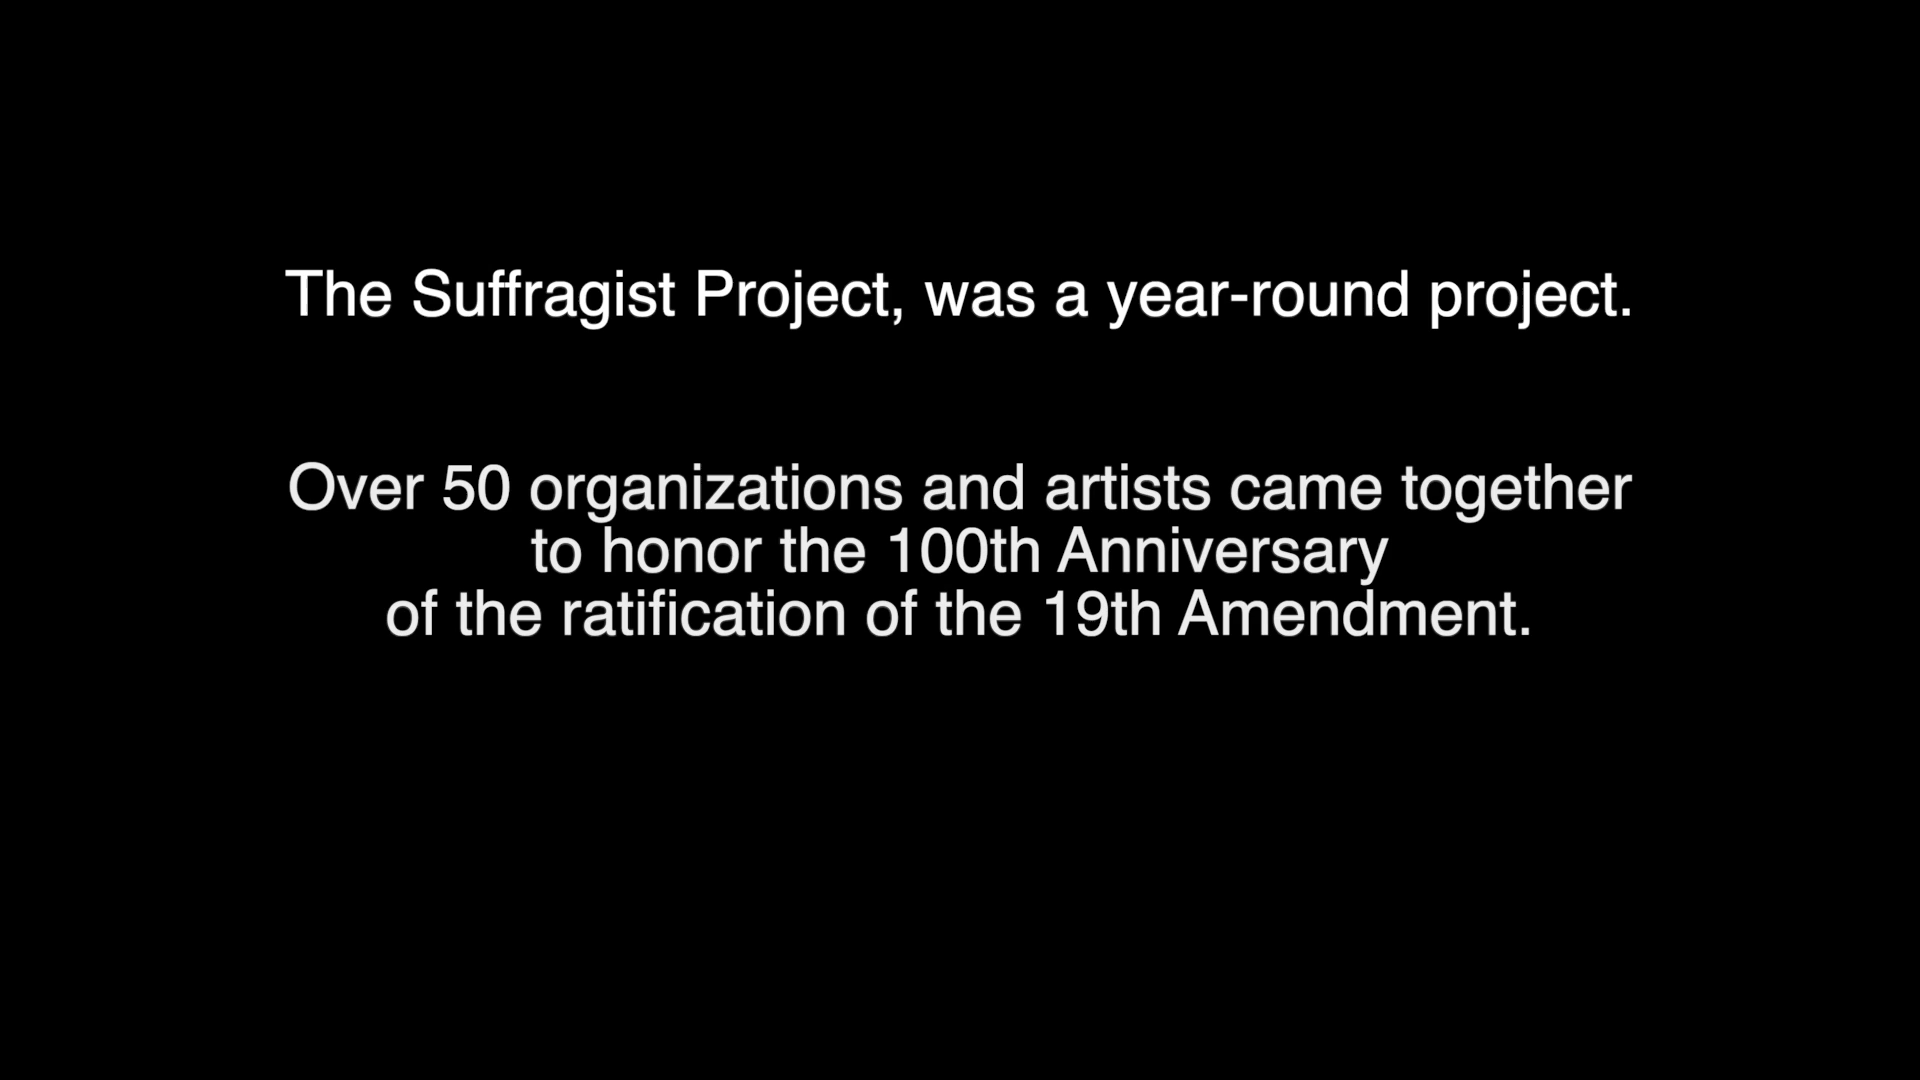 The Suffragist Project, was a year-round project.
Over 50 organizations and artists came together
to honor the 100th Anniversary
of the ratification of the 19th Amendment.